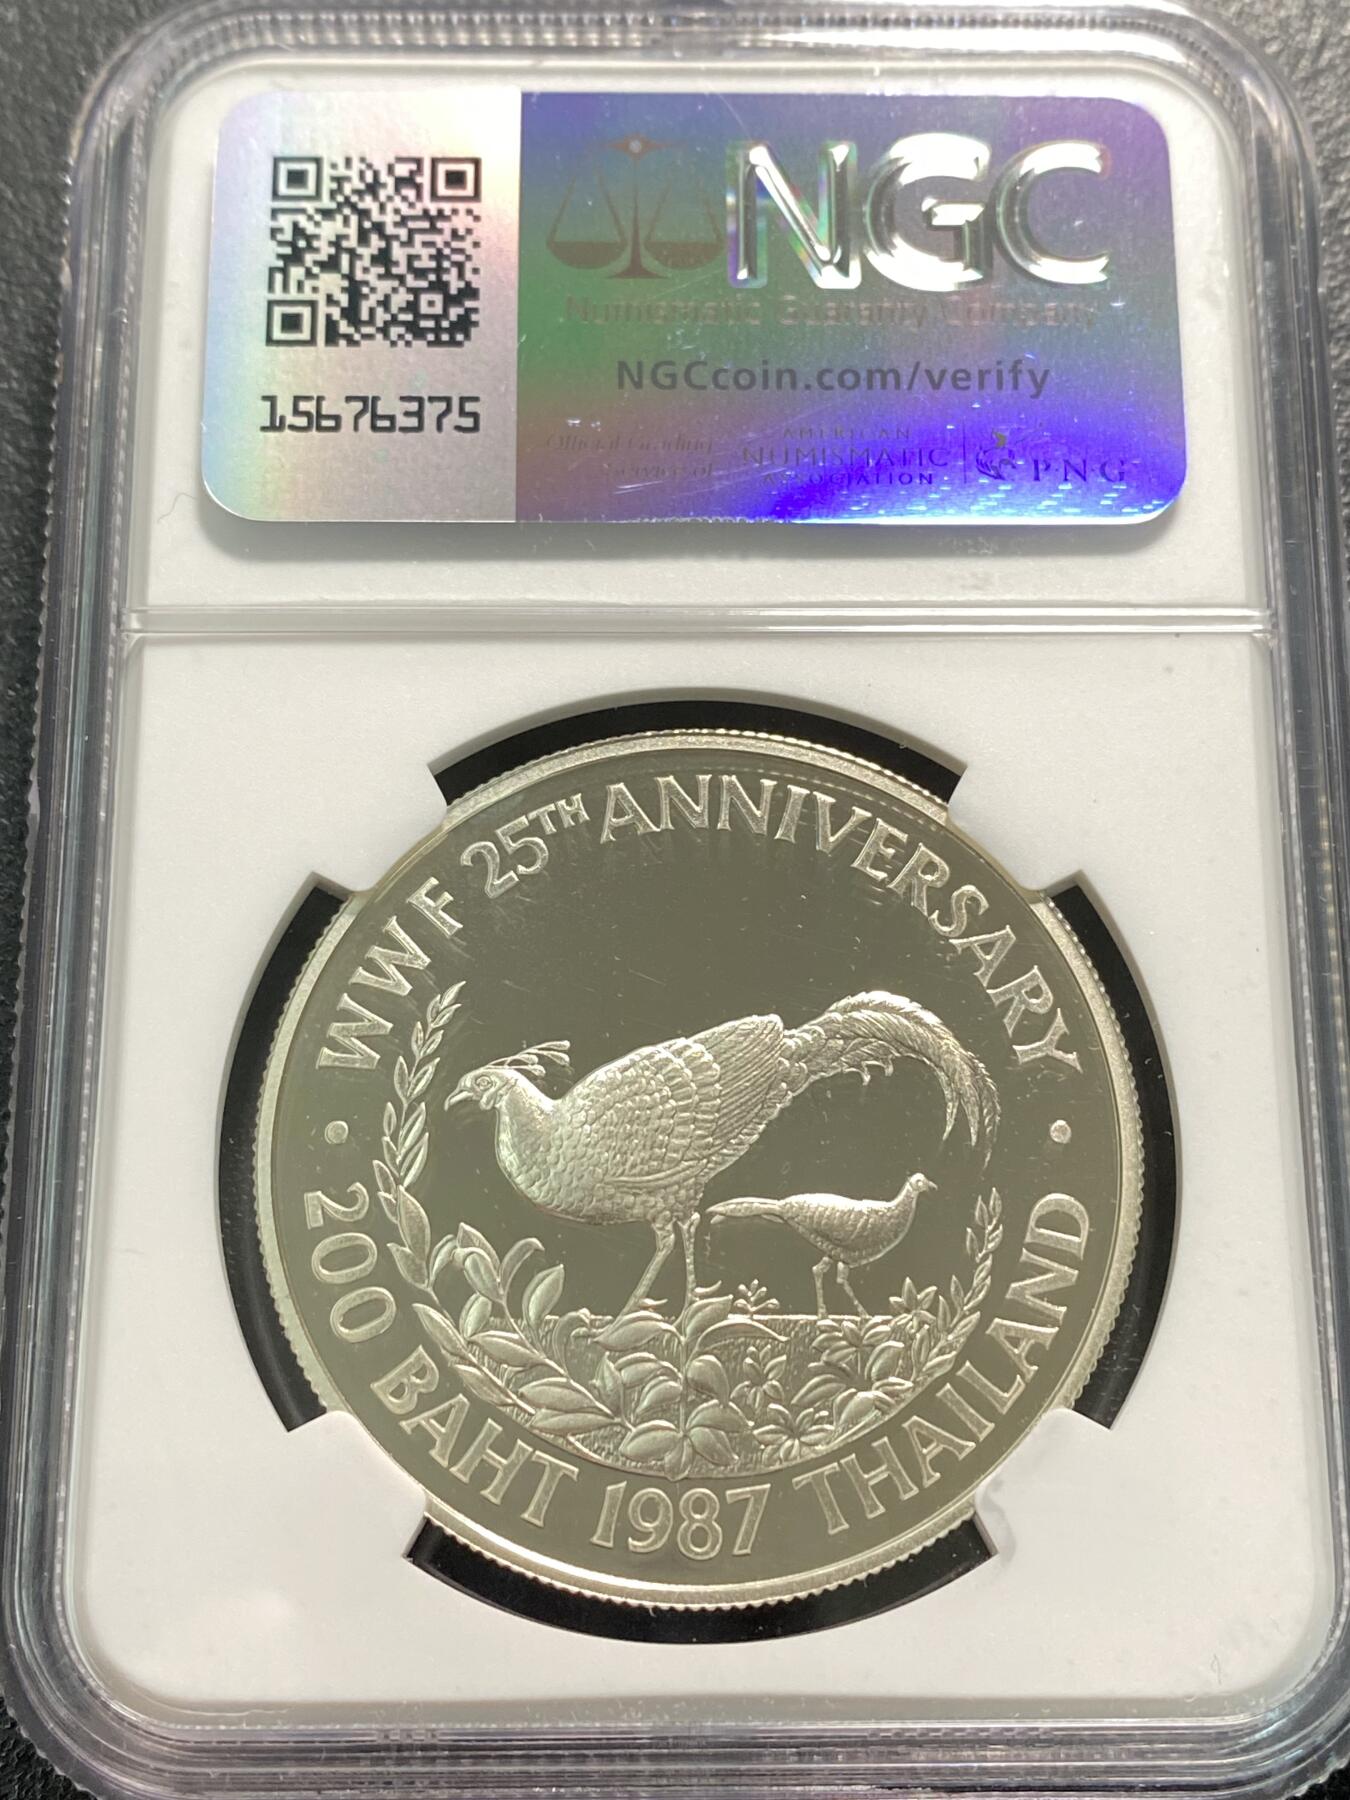 NGC
Numismatic Guaranty Company
NGCcoin.com/verify
15676375
Official Grading
Service of
AMERICAN
NUMISMATIC
ASSOCIATION
PNG
WWF 25TH ANNIVERSARY
• 200 BAHT 1987 THAILAND •